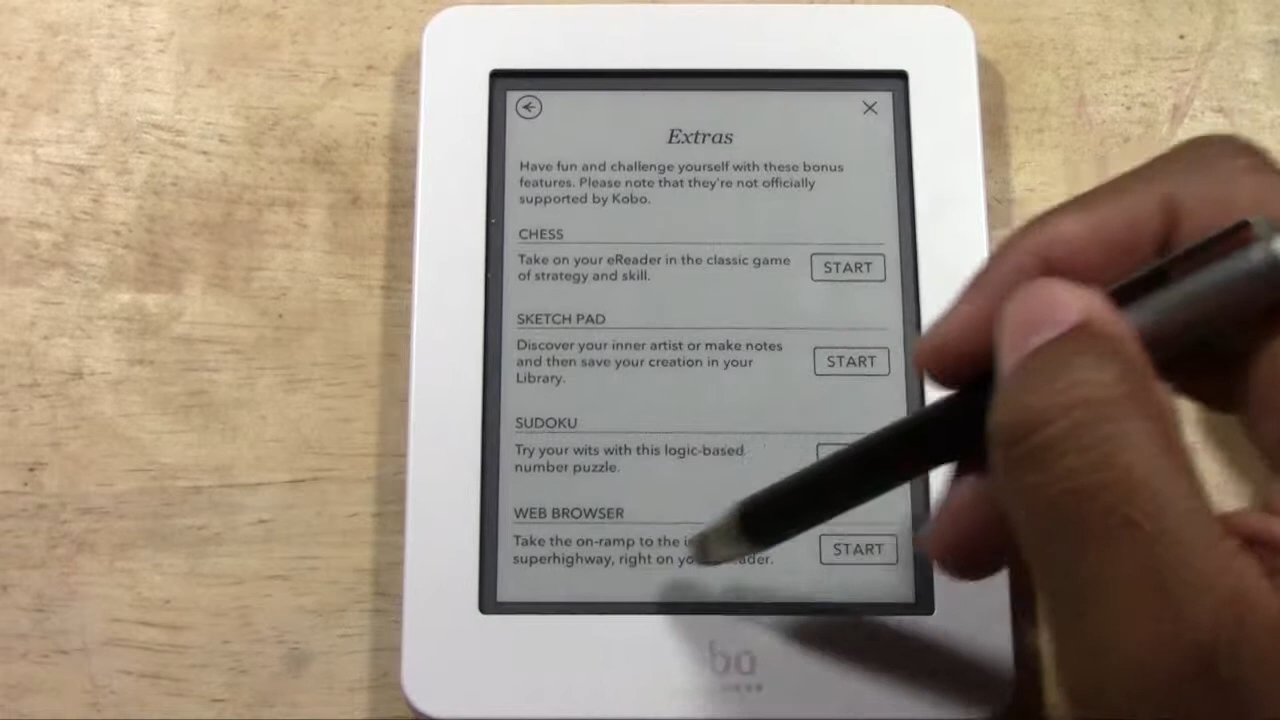 Extras
Have fun and challenge yourself with these bonus
features. Please note that they're not officially
supported by Kobo.
CHESS
Take on your eReader in the classic game
of strategy and skill.
START
SKETCH PAD
Discover your inner artist or make notes
and then save your creation in your
Library.
START
SUDOKU
Try your wits with this logic-based
number puzzle.
WEB BROWSER
Take the on-ramp to the
superhighway, right on
START